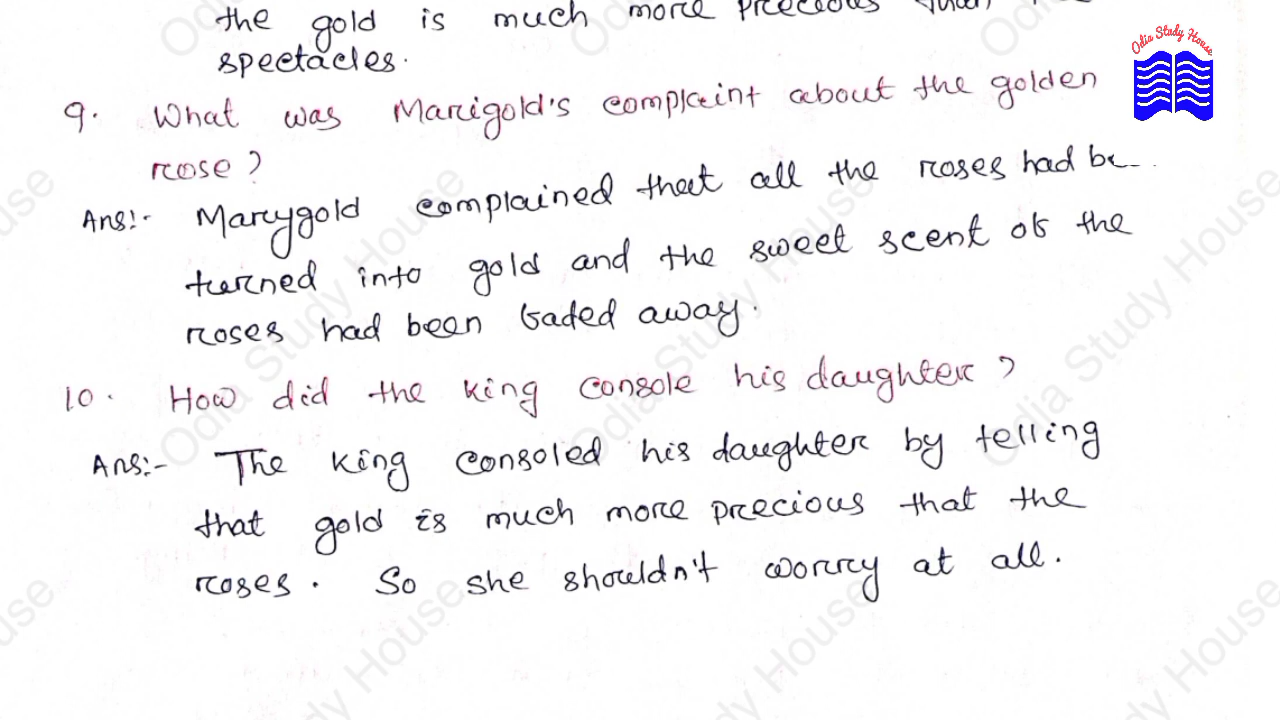 the gold is much more precious than
spectacles.
9. What was Marigold's complaint about the golden
rose?
Ans:- Marygold complained that all the roses had be
turned into gold and the sweet scent of the
roses had been faded away.
10. How did the king console his daughter?
Ans:- The king consoled his daughter by telling
that gold is much more precious that the
roses. So she shouldn't worry at all.
Odia Study House